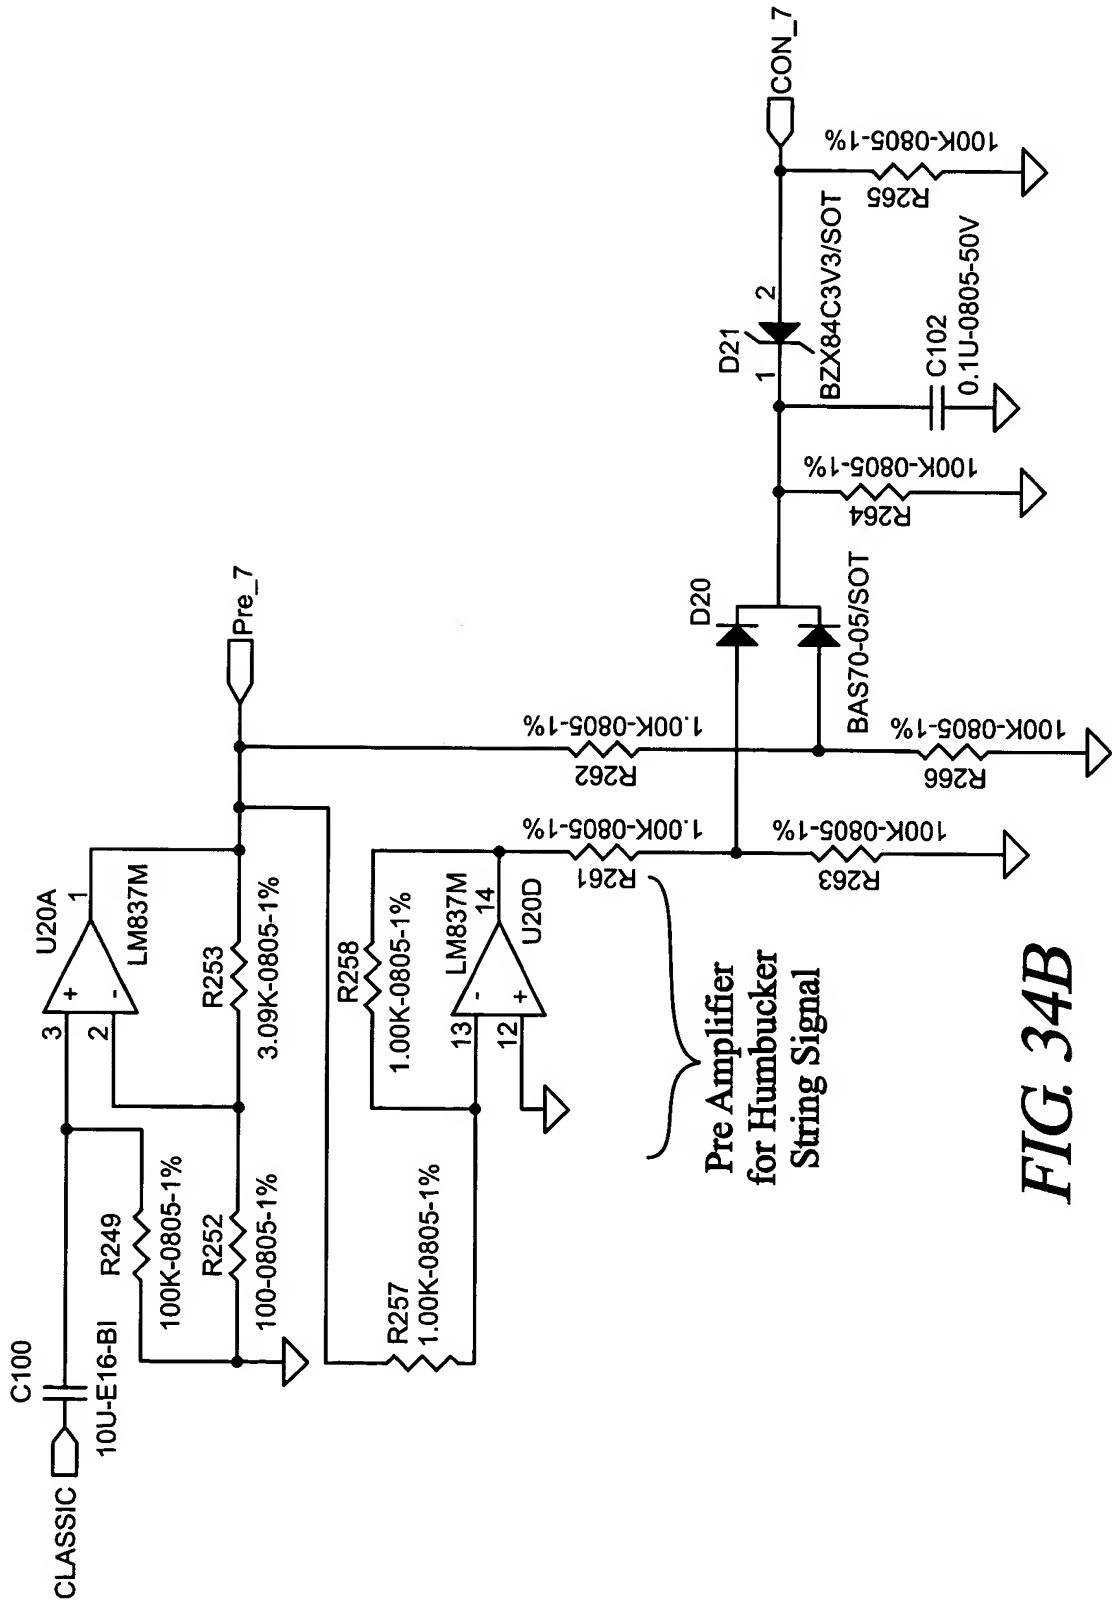 CLASSIC
C100
10U-E16-BI
R249
100K-0805-1%
R252
100-0805-1%
3
2
+
-
U20A
1
LM837M
R253
3.09K-0805-1%
Pre_7
R257
1.00K-0805-1%
R258
1.00K-0805-1%
13
12
-
+
LM837M
14
U20D
R261
1.00K-0805-1%
R262
1.00K-0805-1%
R263
100K-0805-1%
R266
100K-0805-1%
D20
BAS70-05/SOT
R264
100K-0805-1%
C102
0.1U-0805-50V
D21
1
2
BZX84C3V3/SOT
R265
100K-0805-1%
CON_7
Pre Amplifier
for Humbucker
String Signal
FIG. 34B